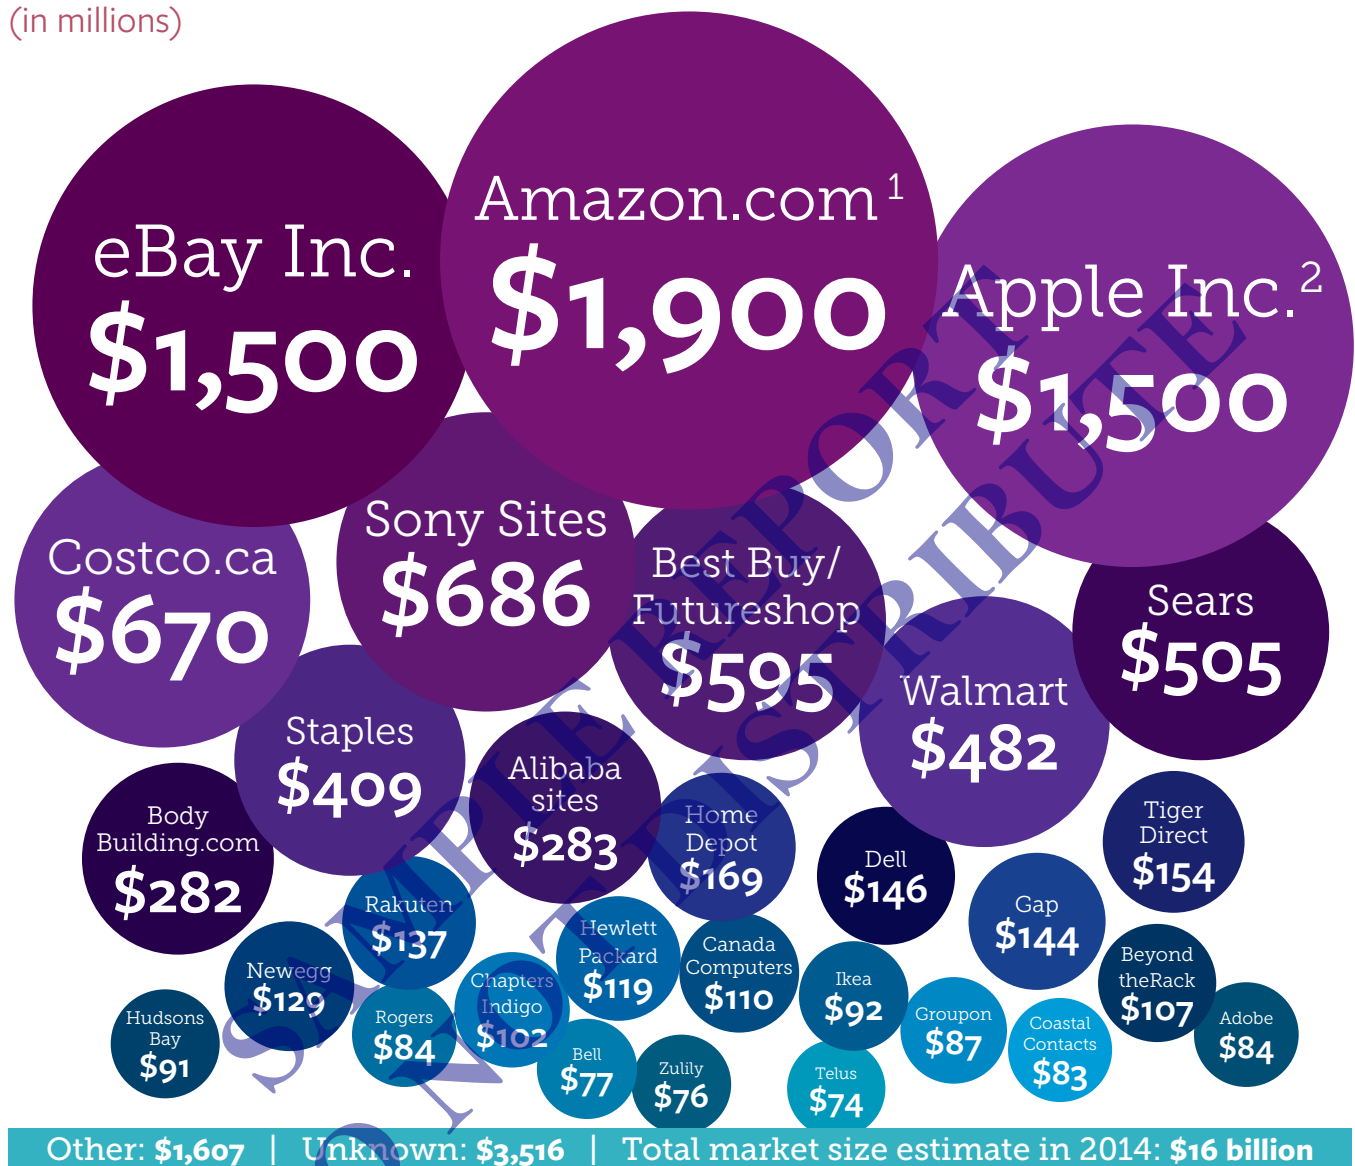 (in millions)
eBay Inc.
$1,500
Amazon.com 1
$1,900
Apple Inc. 2
$1,500
Costco.ca
$670
Sony Sites
$686
Best Buy/
Futureshop
$595
Walmart
$482
Sears
$505
Staples
$409
Alibaba
sites
$283
Body
Building.com
$282
Home
Depot
$169
Dell
$146
Tiger
Direct
$154
Gap
$144
Rakuten
$137
Newegg
$129
Hewlett
Packard
$119
Canada
Computers
$110
Beyond
theRack
$107
Chapters
Indigo
$102
Ikea
$92
Hudsons
Bay
$91
Groupon
$87
Rogers
$84
Adobe
$84
Coastal
Contacts
$83
Bell
$77
Zulily
$76
Telus
$74
Other: $1,607 | Unknown: $3,516 | Total market size estimate in 2014: $16 billion
SAMPLE REPORT
O NOT DISTRIBUTE